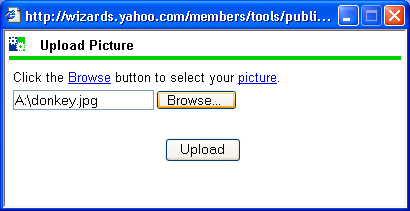 http://wizards.yahoo.com/members/tools/publi...
Upload Picture
Click the Browse button to select your picture.
A:\donkey.jpg Browse...
Upload